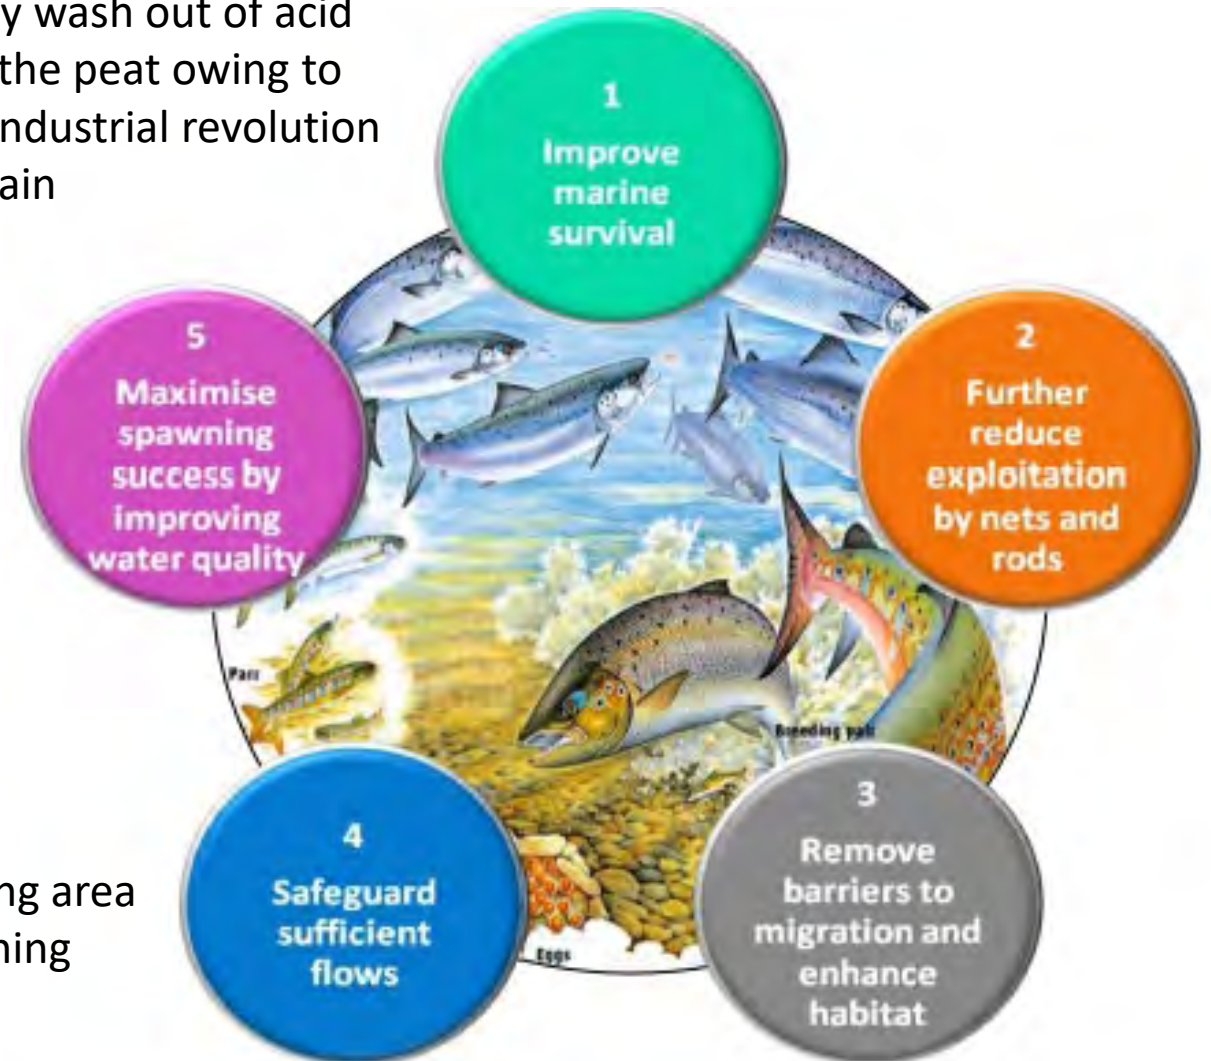 y wash out of acid
the peat owing to
ndustrial revolution
ain
1
Improve
marine
survival
5
Maximise
spawning
success by
improving
water quality
2
Further
reduce
exploitation
by nets and
rods
Parr
Breeding pair
4
Safeguard
sufficient
flows
3
Remove
barriers to
migration and
enhance
habitat
ng area
ning
Eggs